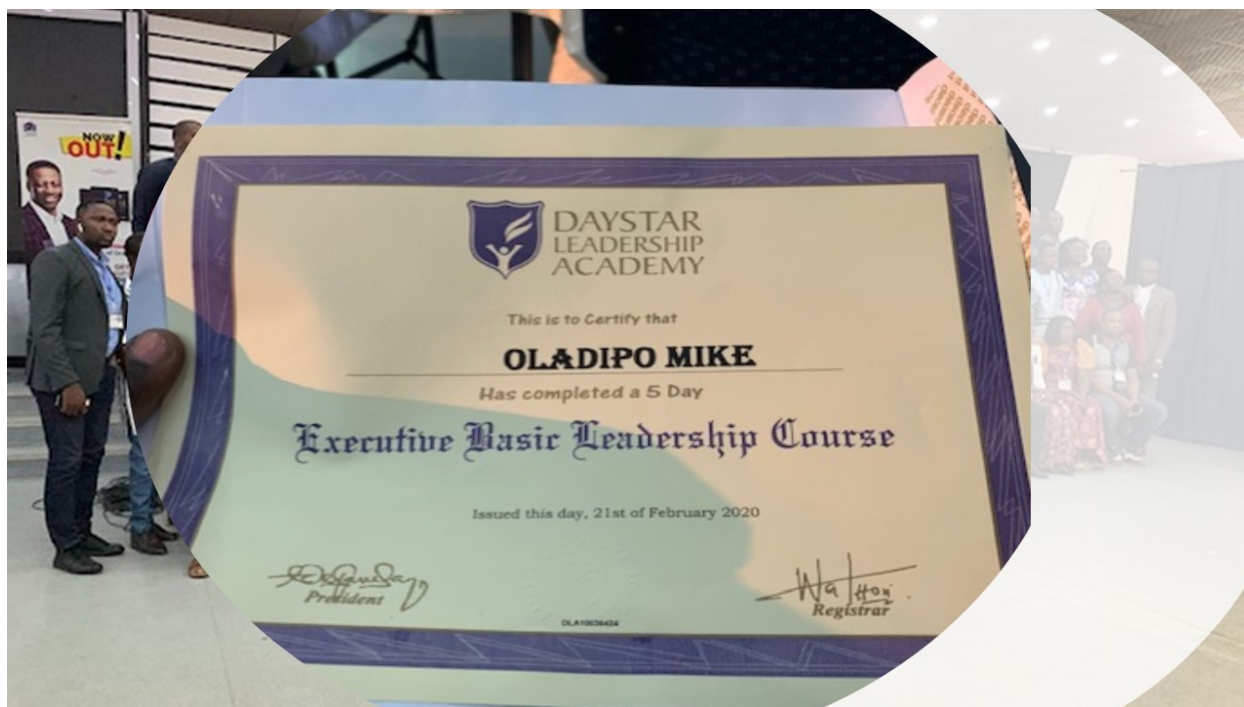 NOW
OUT!
DAYSTAR
LEADERSHIP
ACADEMY
This is to Certify that
OLADIPO MIKE
Has completed a 5 Day
Executive Basic Leadership Course
Issued this day, 21st of February 2020
President
Registrar